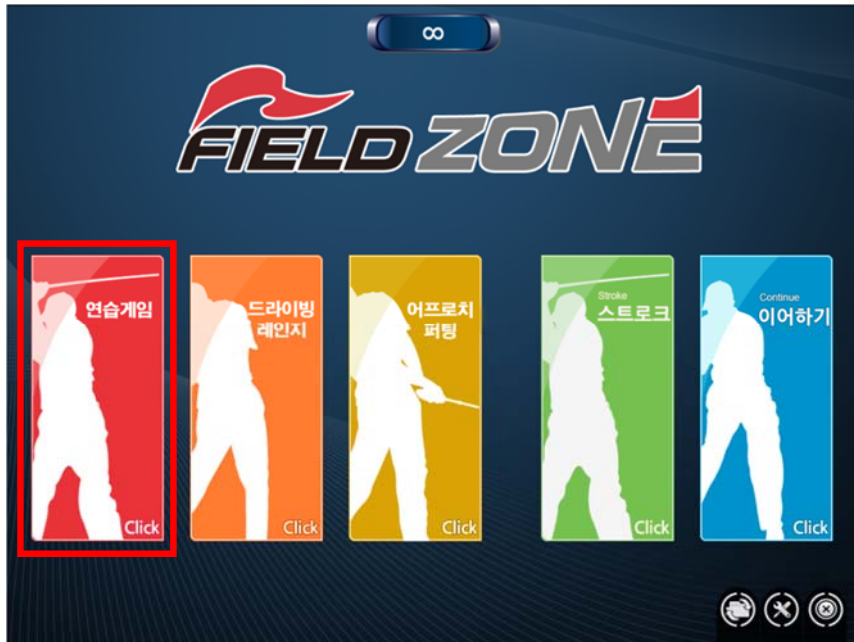 ∞
FIELD ZONE
연습게임
Click
드라이빙
레인지
Click
어프로치
퍼팅
Click
Stroke
스트로크
Click
Continue
이어하기
Click